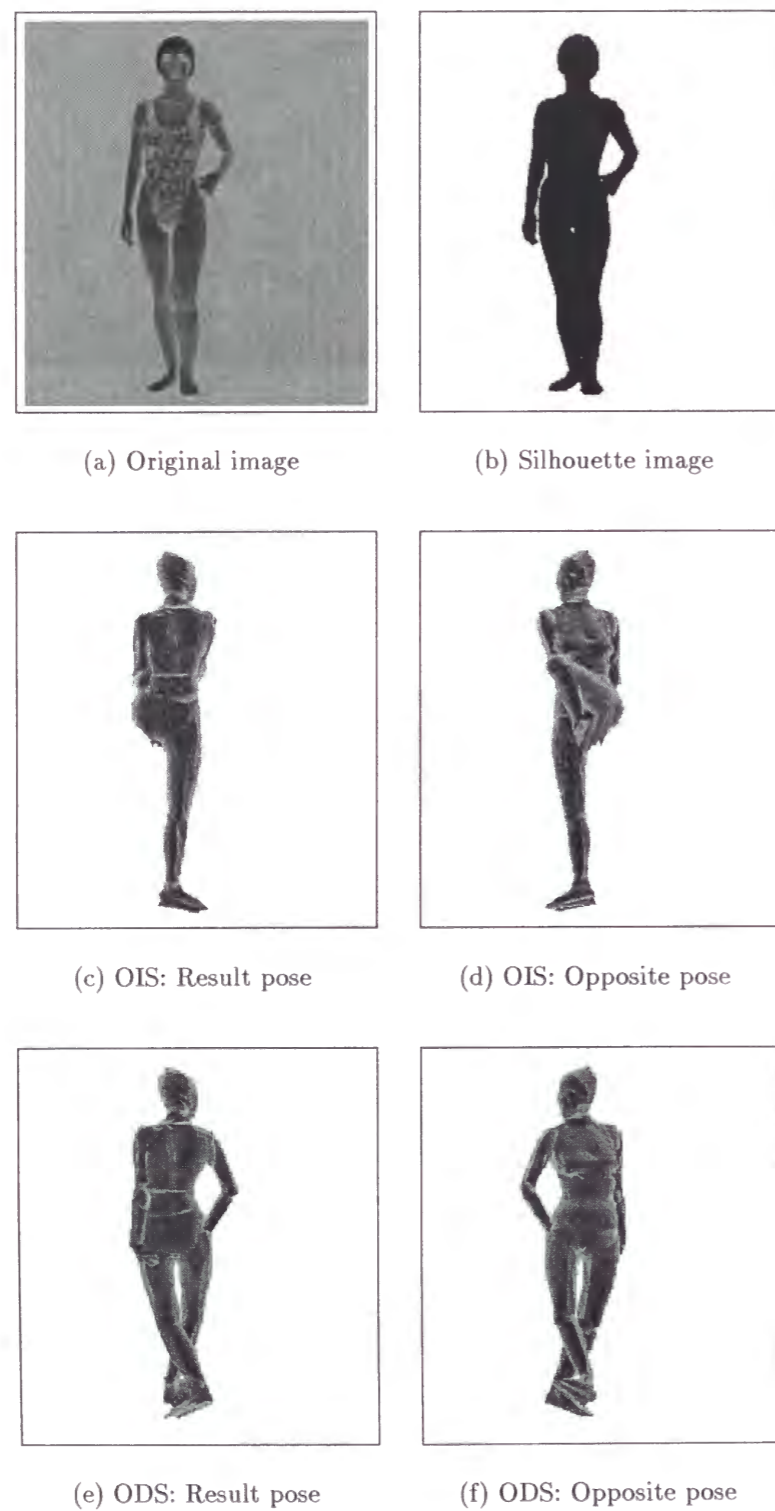 (a) Original image
(b) Silhouette image
(c) OIS: Result pose
(d) OIS: Opposite pose
(e) ODS: Result pose
(f) ODS: Opposite pose